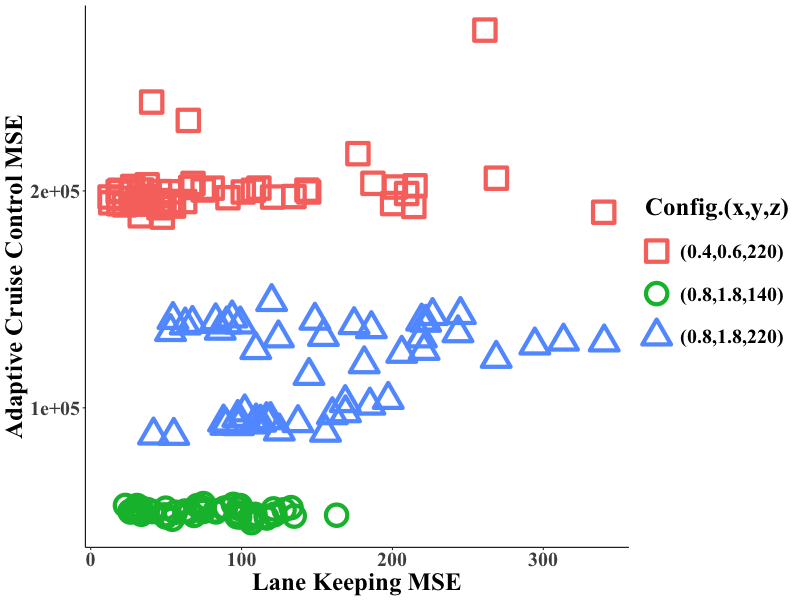 Adaptive Cruise Control MSE
2e+05
1e+05
0 100 200 300
Lane Keeping MSE
Config.(x,y,z)
(0.4,0.6,220)
(0.8,1.8,140)
(0.8,1.8,220)